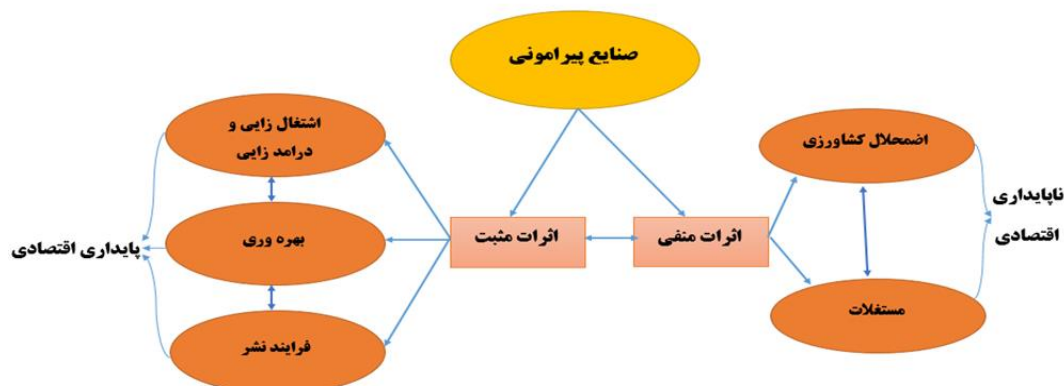 صنایع پیرامونی
اشتغال زایی و
درامد زایی
اضمحلال کشاورزی
ناپایداری
اقتصادی
اثرات منفی
اثرات مثبت
بهره وری
پایداری اقتصادی
مستغلات
فرایند نشر